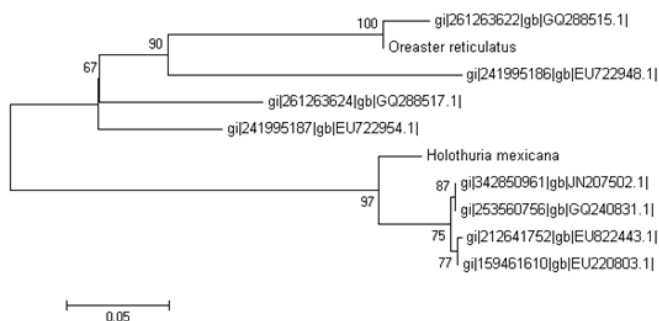 100
gi|261263622|gb|GQ288515.1|
90
Oreaster reticulatus
67
gi|241995186|gb|EU722948.1|
gi|261263624|gb|GQ288517.1|
gi|241995187|gb|EU722954.1|
Holothuria mexicana
87
gi|342850961|gb|JN207502.1|
97
gi|253560756|gb|GQ240831.1|
75
gi|212641752|gb|EU822443.1|
77
gi|159461610|gb|EU220803.1|
0.05